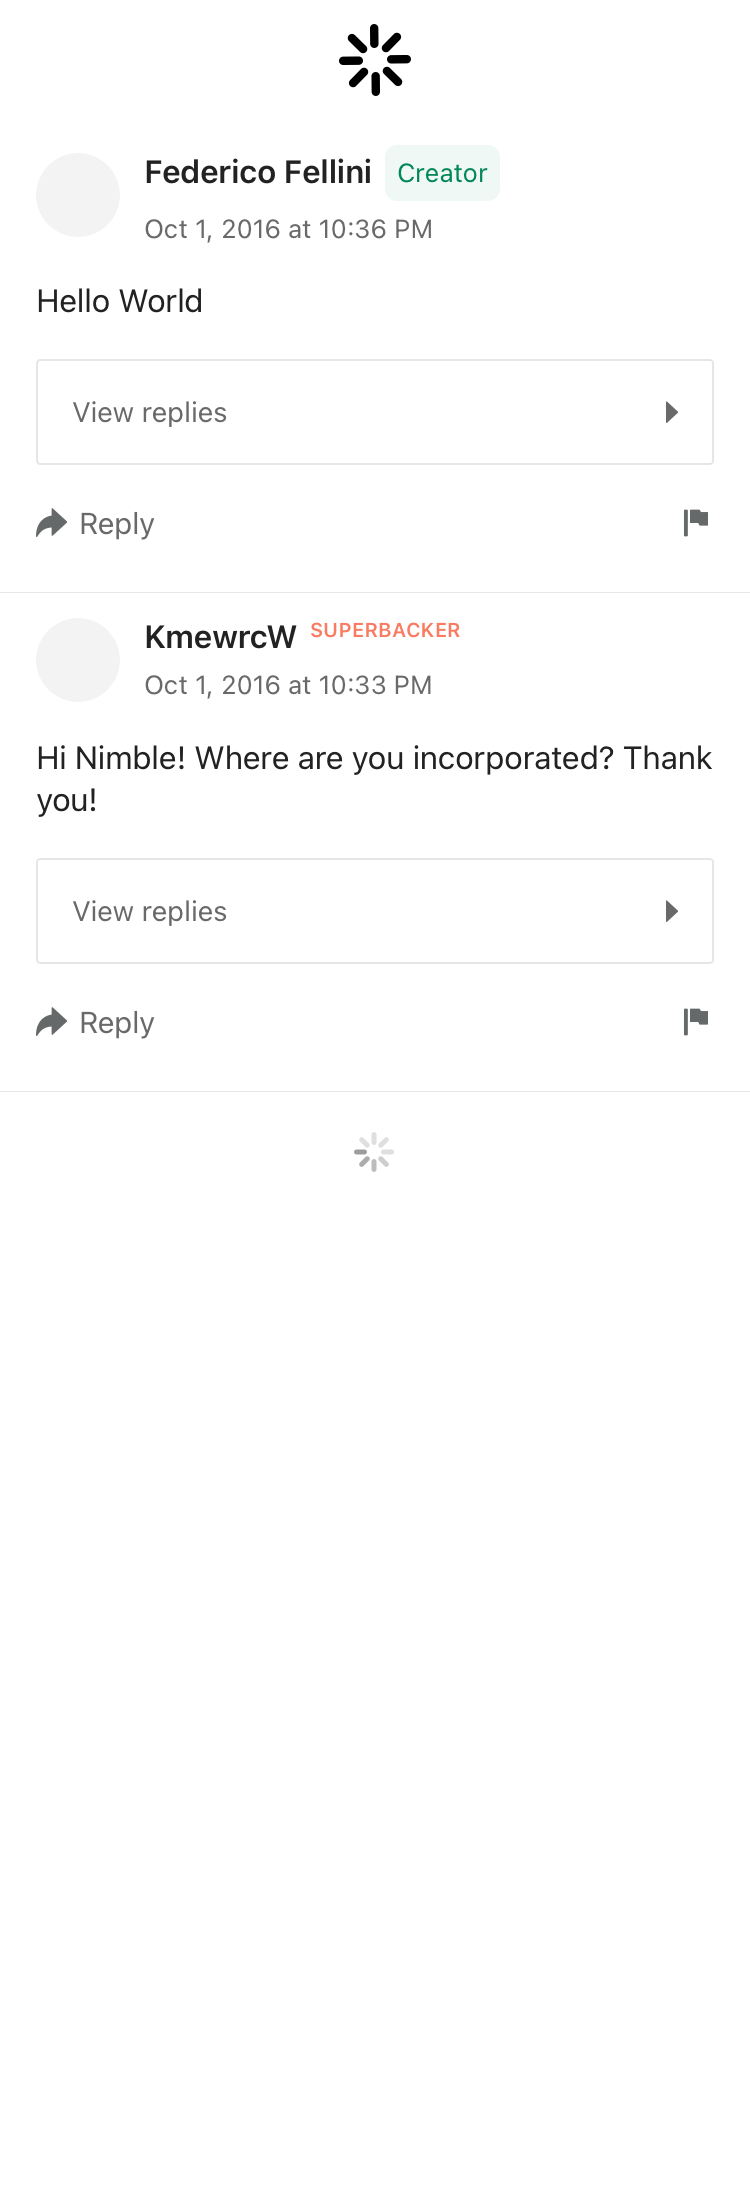 Federico Fellini Creator
Oct 1, 2016 at 10:36 PM
Hello World
View replies
Reply
KmewrcW SUPERBACKER
Oct 1, 2016 at 10:33 PM
Hi Nimble! Where are you incorporated? Thank
you!
View replies
Reply